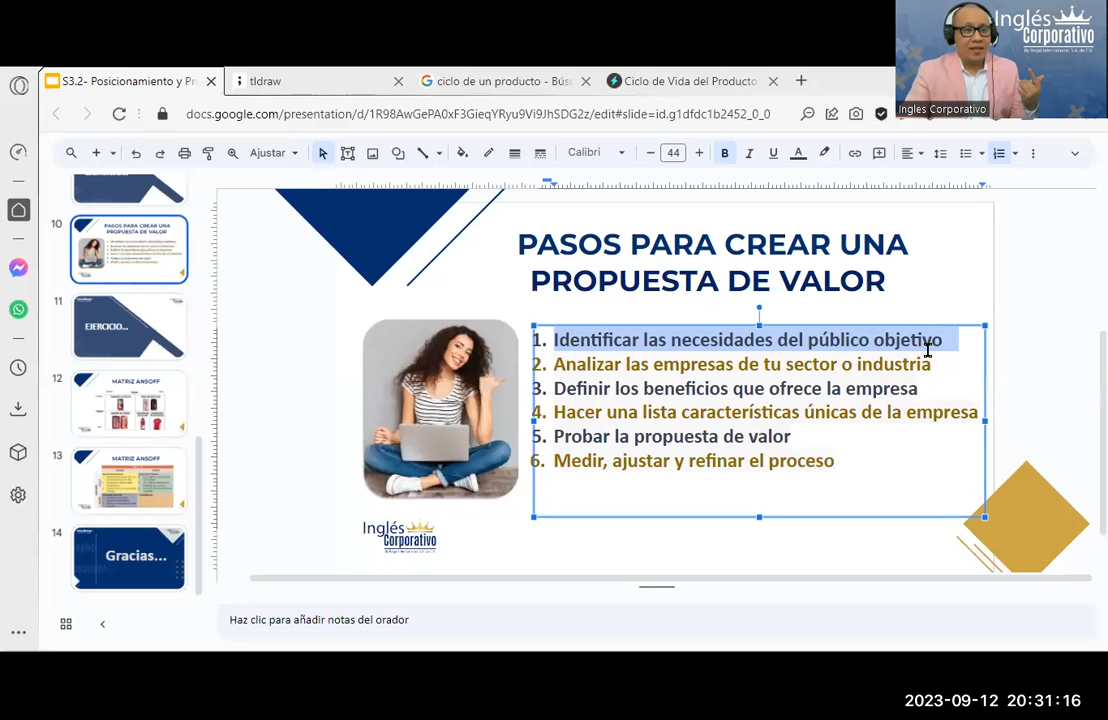 Inglés
Corporativo
By Regal International, S.A. de C.V.
Ingles Corporativo
S3.2- Posicionamiento y Pr
tldraw
ciclo de un producto - Bús
Ciclo de Vida del Producto
docs.google.com/presentation/d/1R98AwGePA0xF3GieqYRyu9Vi9JhSDG2z/edit#slide=id.g1dfdc1b2452_0_0
Ajustar
Calibri
44
B I U A
10
PASOS PARA CREAR UNA
PROPUESTA DE VALOR
11
EJERCICIO...
12
MATRIZ ANSOFF
13
MATRIZ ANSOFF
14
Gracias...
PASOS PARA CREAR UNA
PROPUESTA DE VALOR
1. Identificar las necesidades del público objetivo
2. Analizar las empresas de tu sector o industria
3. Definir los beneficios que ofrece la empresa
4. Hacer una lista características únicas de la empresa
5. Probar la propuesta de valor
6. Medir, ajustar y refinar el proceso
Inglés
Corporativo
Haz clic para añadir notas del orador
2023-09-12 20:31:16